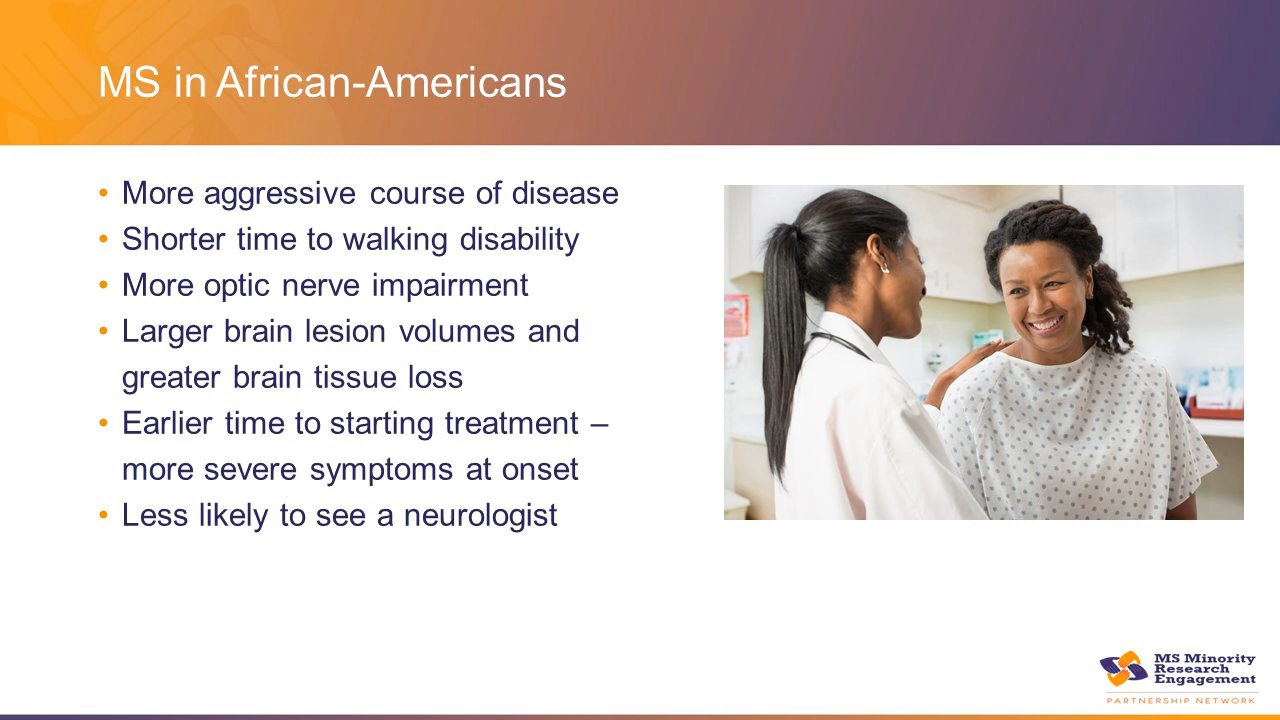 MS in African-Americans
• More aggressive course of disease
• Shorter time to walking disability
• More optic nerve impairment
• Larger brain lesion volumes and
greater brain tissue loss
• Earlier time to starting treatment –
more severe symptoms at onset
• Less likely to see a neurologist
MS Minority
Research
Engagement
PARTNERSHIP NETWORK